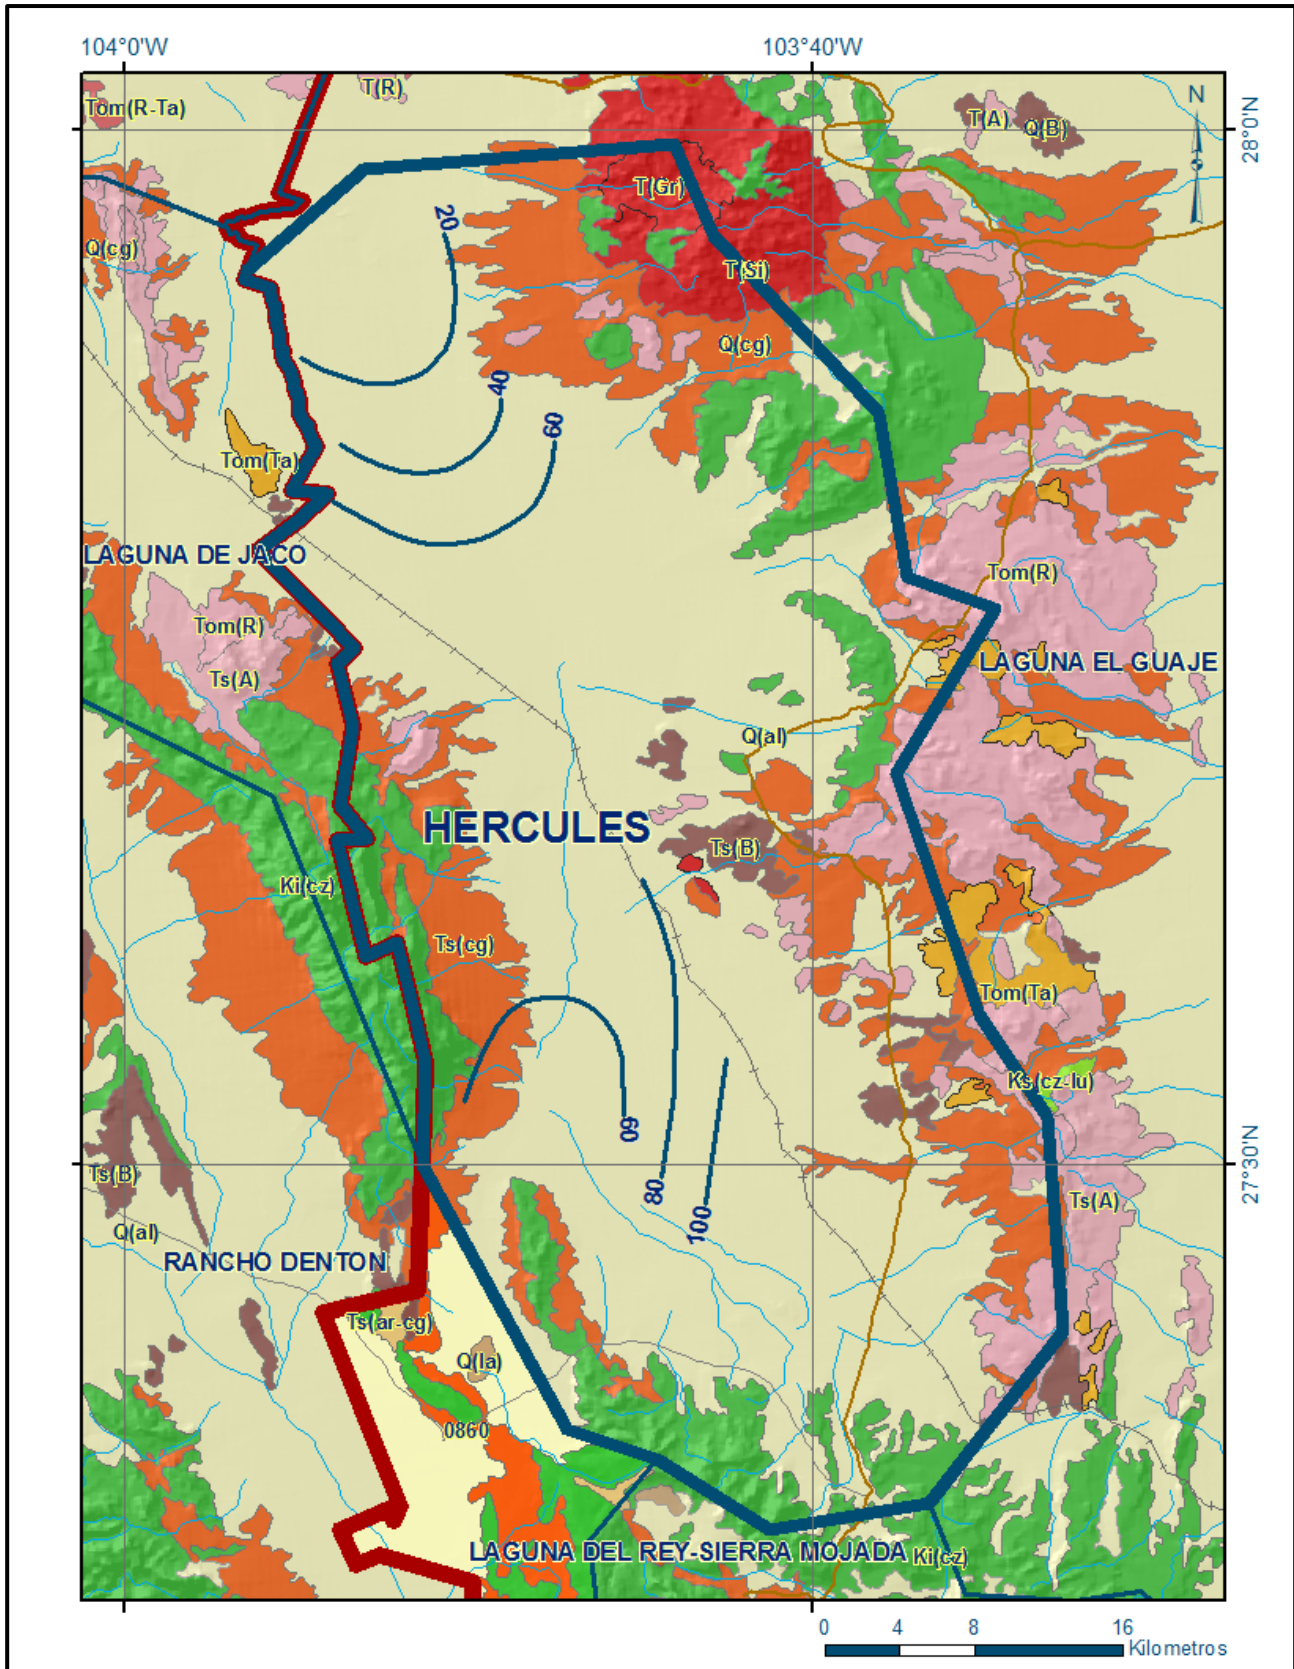 104°0'W
103°40'W
T(R)
Tom(R-Ta)
N
T(A)
Q(B)
28°0'N
T(Gr)
20
Q(cg)
T(Si)
Q(cg)
40
60
Tom(Ta)
LAGUNA DE JACO
Tom(R)
Tom(R)
LAGUNA EL GUAJE
Ts(A)
Q(al)
HERCULES
Ts(B)
Ki(cz)
Ts(cg)
Tom(Ta)
Ks(cz-lu)
60
Ts(B)
27°30'N
80
Ts(A)
100
Q(al)
RANCHO DENTON
Ts(ar-cg)
Q(la)
0860
LAGUNA DEL REY-SIERRA MOJADA
Ki(cz)
0 4 8 16
Kilometros